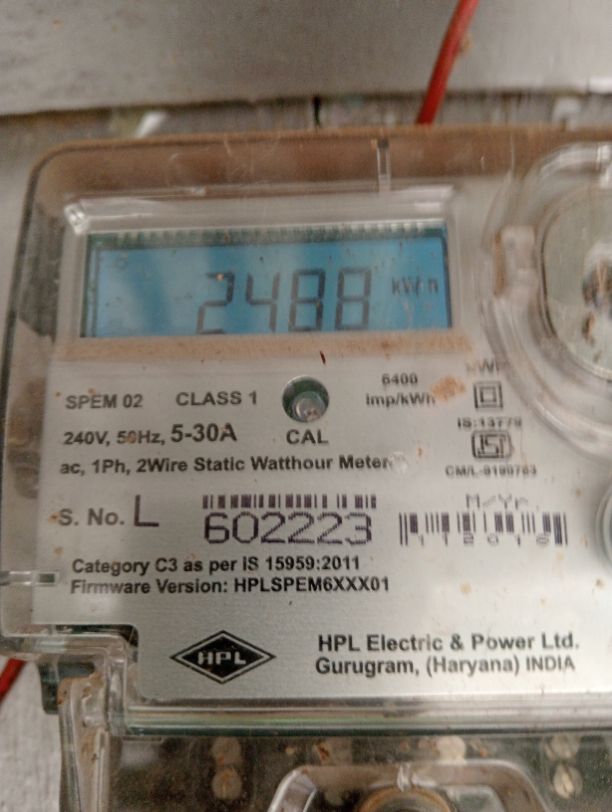 2488 kWh
SPEM 02 CLASS 1
6400
imp/kWh
240V, 50Hz, 5-30A
CAL
IS:13779
ac, 1Ph, 2Wire Static Watthour Meter
M/Yr.
S. No. L 602223
112018
Category C3 as per IS 15959:2011
Firmware Version: HPLSPEM6XXX01
HPL
HPL Electric & Power Ltd.
Gurugram, (Haryana) INDIA